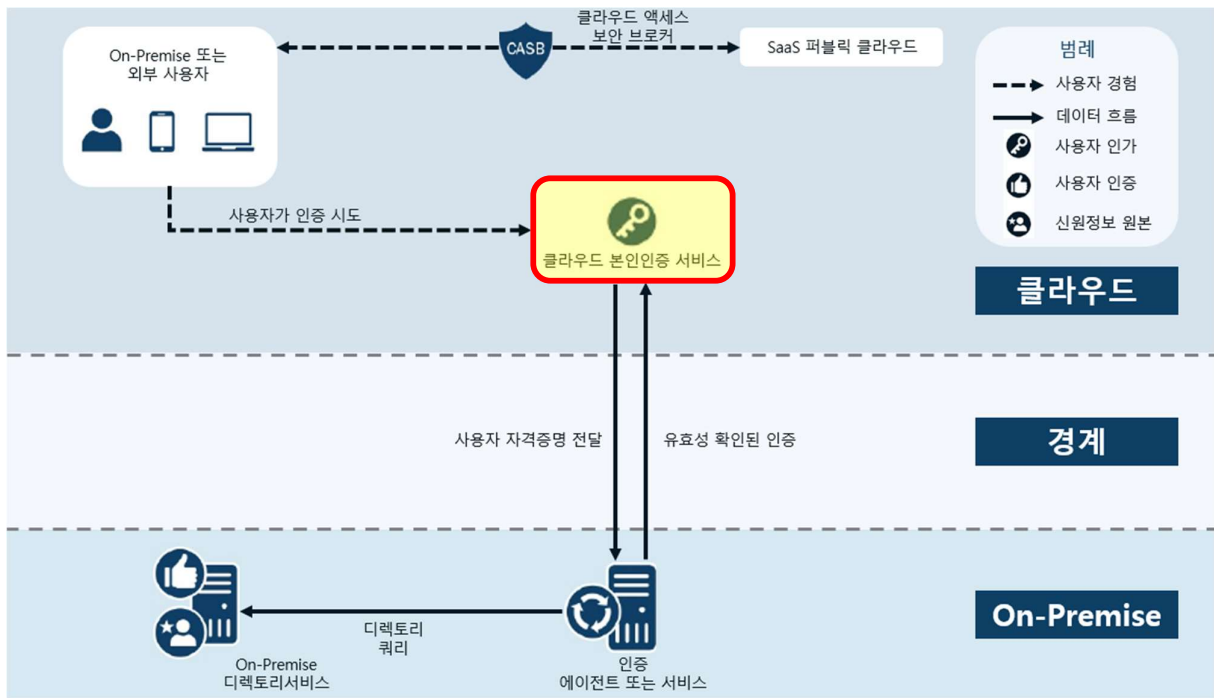 On-Premise 또는
외부 사용자
CASB
클라우드 액세스
보안 브로커
SaaS 퍼블릭 클라우드
범례
사용자 경험
데이터 흐름
사용자 인가
사용자 인증
신원정보 원본
사용자가 인증 시도
클라우드 본인인증 서비스
클라우드
사용자 자격증명 전달
유효성 확인된 인증
경계
디렉토리
쿼리
On-Premise
디렉토리서비스
인증
에이전트 또는 서비스
On-Premise